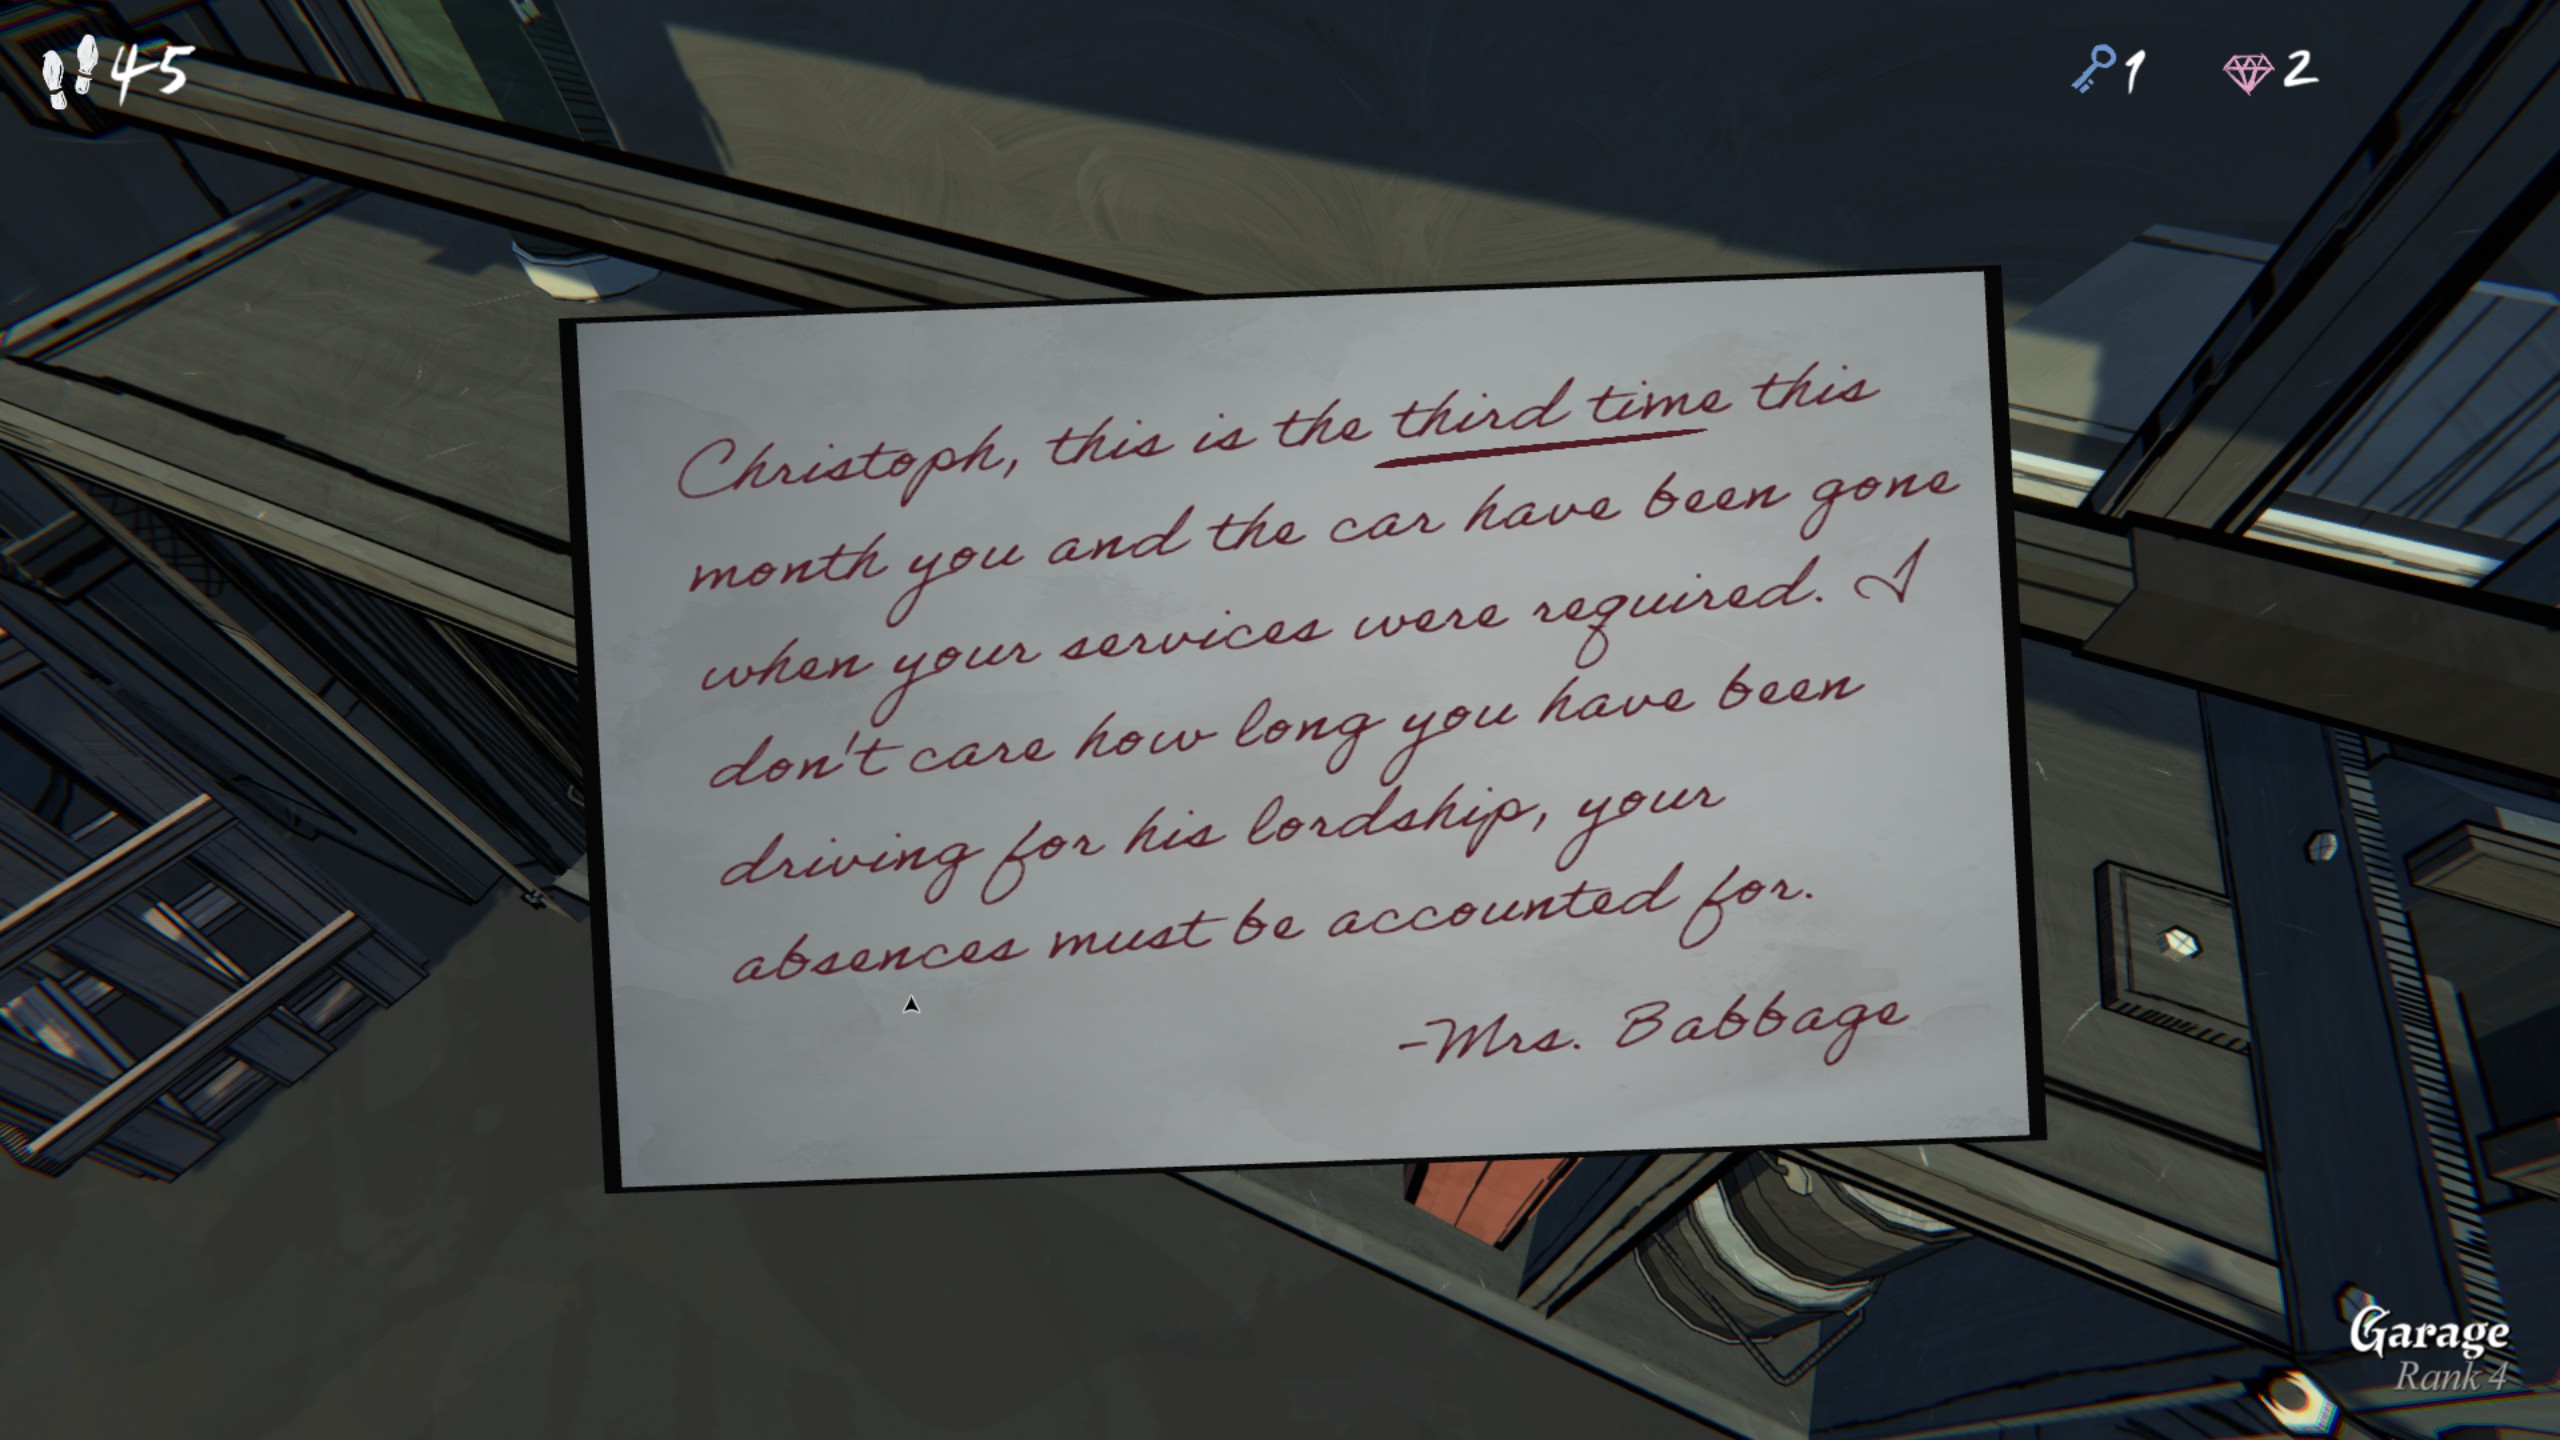 45
1
2
Christoph, this is the third time this
month you and the car have been gone
when your services were required. I
don't care how long you have been
driving for his lordship, your
absences must be accounted for.
-Mrs. Babbage
Garage
Rank 4